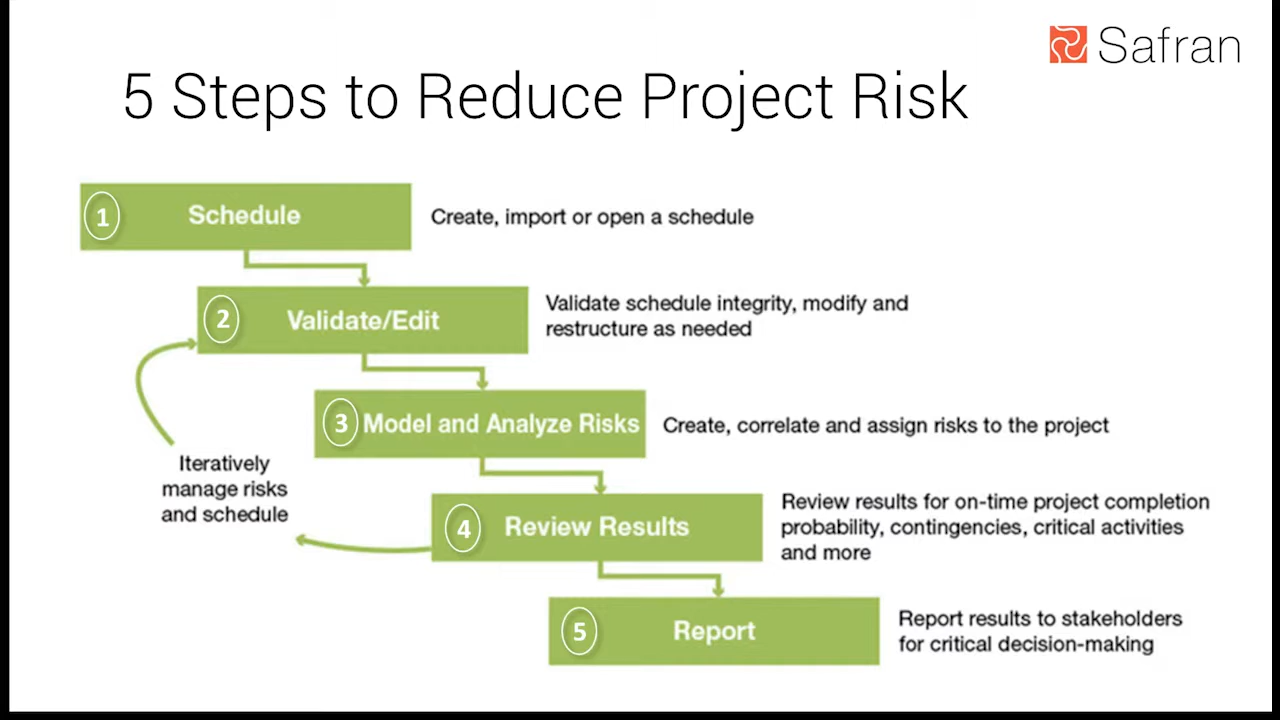 Safran
5 Steps to Reduce Project Risk
1 Schedule
Create, import or open a schedule
2 Validate/Edit
Validate schedule integrity, modify and
restructure as needed
3 Model and Analyze Risks
Create, correlate and assign risks to the project
Iteratively
manage risks
and schedule
4 Review Results
Review results for on-time project completion
probability, contingencies, critical activities
and more
5 Report
Report results to stakeholders
for critical decision-making